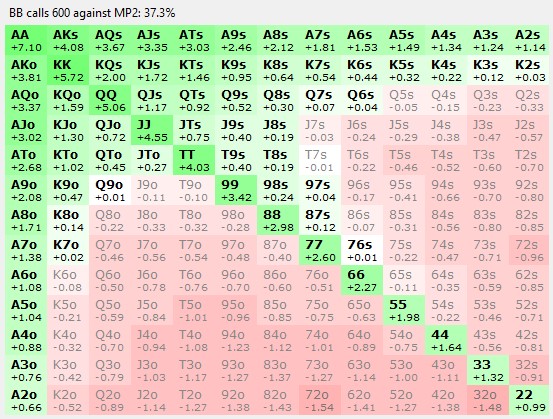 BB calls 600 against MP2: 37.3%
AA AKs AQs AJs ATs A9s A8s A7s A6s A5s A4s A3s A2s
+7.10 +4.08 +3.67 +3.35 +3.03 +2.46 +2.12 +1.81 +1.53 +1.49 +1.34 +1.24 +1.14
AKo KK KQs KJs KTs K9s K8s K7s K6s K5s K4s K3s K2s
+3.81 +5.72 +2.00 +1.72 +1.46 +0.95 +0.64 +0.54 +0.44 +0.32 +0.22 +0.12 +0.03
AQo KQo QQ QJs QTs Q9s Q8s Q7s Q6s Q5s Q4s Q3s Q2s
+3.37 +1.59 +5.06 +1.17 +0.92 +0.52 +0.30 +0.07 +0.04 -0.05 -0.15 -0.23 -0.33
AJo KJo QJo JJ JTs J9s J8s J7s J6s J5s J4s J3s J2s
+3.02 +1.30 +0.72 +4.55 +0.75 +0.40 +0.19 -0.03 -0.24 -0.29 -0.38 -0.47 -0.57
ATo KTo QTo JTo TT T9s T8s T7s T6s T5s T4s T3s T2s
+2.68 +1.02 +0.45 +0.27 +4.03 +0.40 +0.19 -0.01 -0.22 -0.46 -0.52 -0.60 -0.70
A9o K9o Q9o J9o T9o 99 98s 97s 96s 95s 94s 93s 92s
+2.08 +0.47 +0.01 -0.11 -0.10 +3.42 +0.24 +0.04 -0.17 -0.41 -0.66 -0.70 -0.80
A8o K8o Q8o J8o T8o 98o 88 87s 86s 85s 84s 83s 82s
+1.71 +0.14 -0.22 -0.33 -0.32 -0.28 +2.98 +0.12 -0.07 -0.31 -0.56 -0.80 -0.85
A7o K7o Q7o J7o T7o 97o 87o 77 76s 75s 74s 73s 72s
+1.38 +0.02 -0.46 -0.56 -0.54 -0.48 -0.40 +2.60 +0.01 -0.22 -0.47 -0.71 -0.96
A6o K6o Q6o J6o T6o 96o 86o 76o 66 65s 64s 63s 62s
+1.08 -0.08 -0.50 -0.78 -0.76 -0.70 -0.60 -0.51 +2.27 -0.11 -0.35 -0.59 -0.85
A5o K5o Q5o J5o T5o 95o 85o 75o 65o 55 54s 53s 52s
+1.04 -0.21 -0.59 -0.84 -1.01 -0.95 -0.85 -0.75 -0.63 +1.98 -0.22 -0.46 -0.71
A4o K4o Q4o J4o T4o 94o 84o 74o 64o 54o 44 43s 42s
+0.88 -0.32 -0.70 -0.94 -1.08 -1.23 -1.12 -1.01 -0.89 -0.75 +1.64 -0.56 -0.81
A3o K3o Q3o J3o T3o 93o 83o 73o 63o 53o 43o 33 32s
+0.76 -0.42 -0.79 -1.03 -1.17 -1.27 -1.38 -1.27 -1.14 -1.00 -1.11 +1.32 -0.91
A2o K2o Q2o J2o T2o 92o 82o 72o 62o 52o 42o 32o 22
+0.66 -0.52 -0.89 -1.14 -1.27 -1.38 -1.43 -1.54 -1.41 -1.27 -1.38 -1.48 +0.99